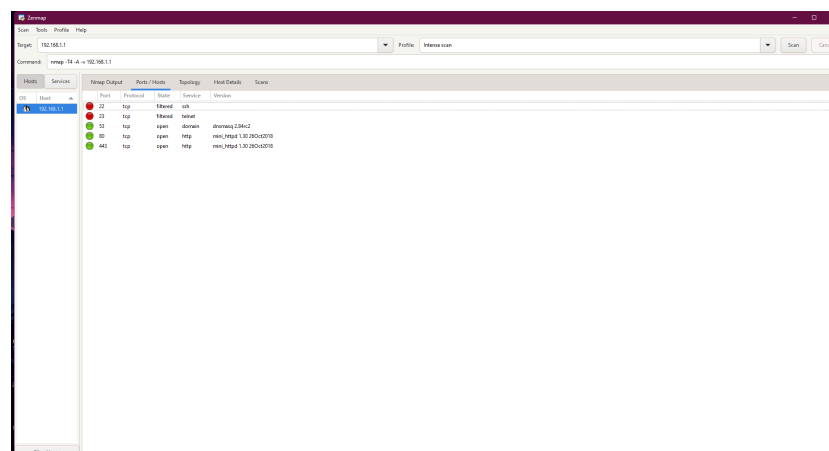 Zenmap
Scan Tools Profile Help
Target: 192.168.1.1 Profile: Intense scan Scan
Command: nmap -T4 -A -v 192.168.1.1
Hosts Services Nmap Output Ports / Hosts Topology Host Details Scans
OS Host Port Protocol State Service Version
192.168.1.1 22 tcp filtered ssh
23 tcp filtered telnet
53 tcp open domain dnsmasq 2.84rc2
80 tcp open http mini_httpd 1.30 26Oct2018
443 tcp open http mini_httpd 1.30 26Oct2018